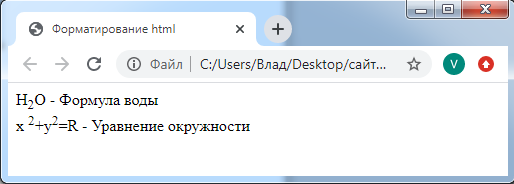 Форматирование html
Файл | C:/Users/Влад/Desktop/сайт...
V
H₂O - Формула воды
x ²+y²=R - Уравнение окружности